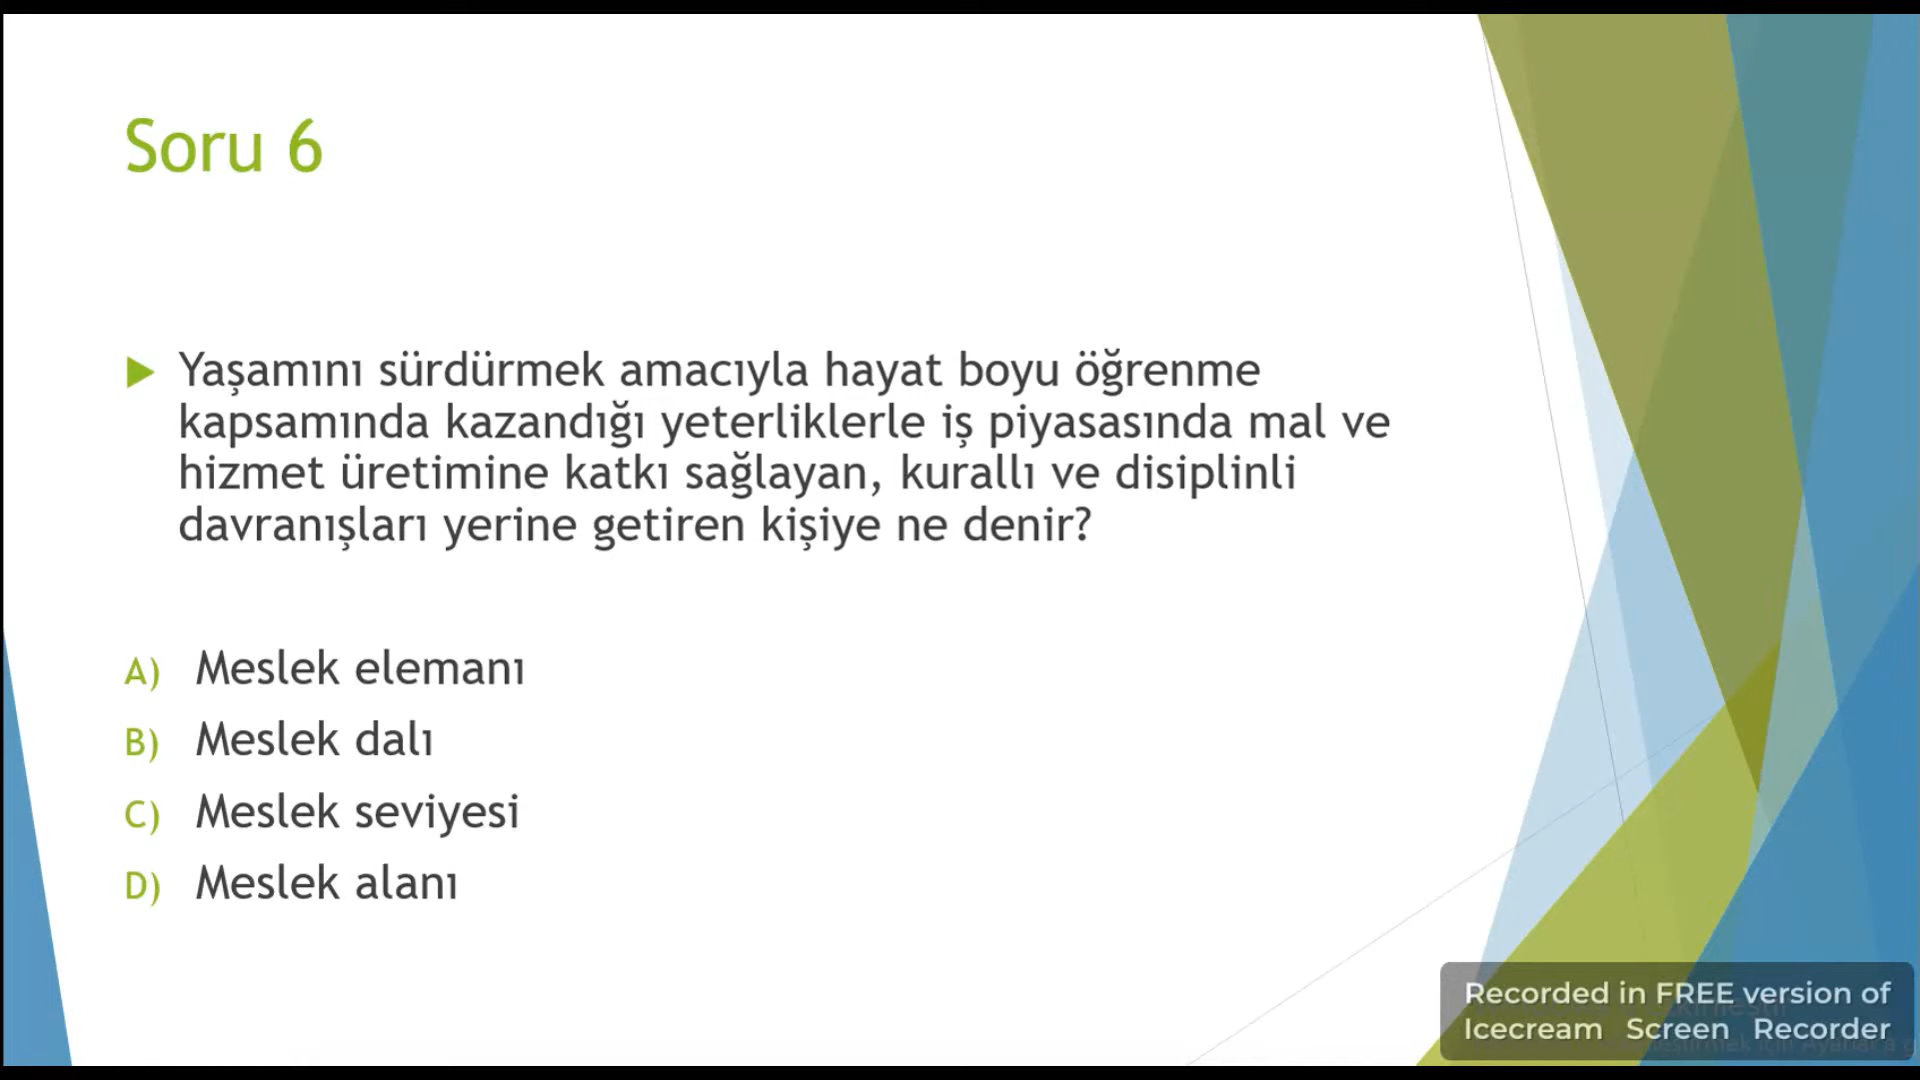 Soru 6
Yaşamını sürdürmek amacıyla hayat boyu öğrenme
kapsamında kazandığı yeterliklerle iş piyasasında mal ve
hizmet üretimine katkı sağlayan, kurallı ve disiplinli
davranışları yerine getiren kişiye ne denir?
A) Meslek elemanı
B) Meslek dalı
C) Meslek seviyesi
D) Meslek alanı
Recorded in FREE version of
Icecream Screen Recorder